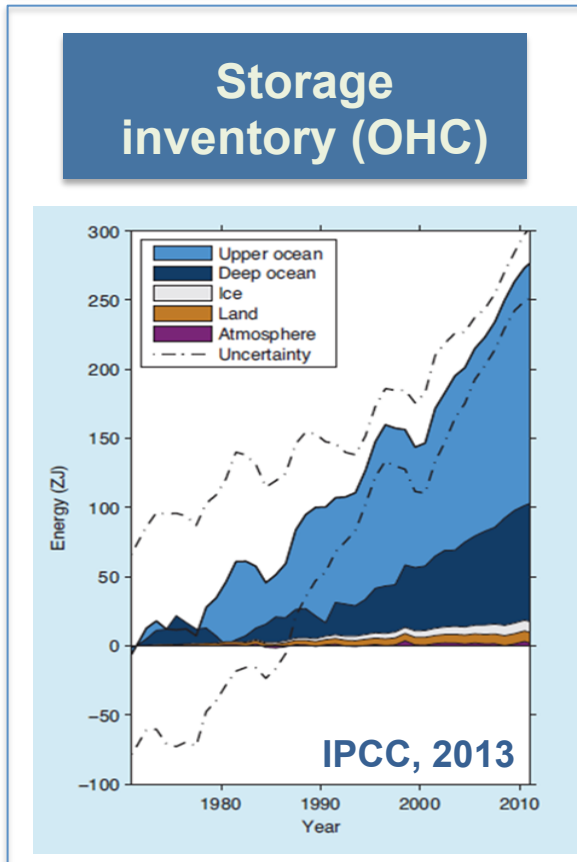 Storage
inventory (OHC)
300
250
200
150
100
50
0
−50
−100
Energy (ZJ)
Upper ocean
Deep ocean
Ice
Land
Atmosphere
Uncertainty
IPCC, 2013
1980
1990
2000
2010
Year